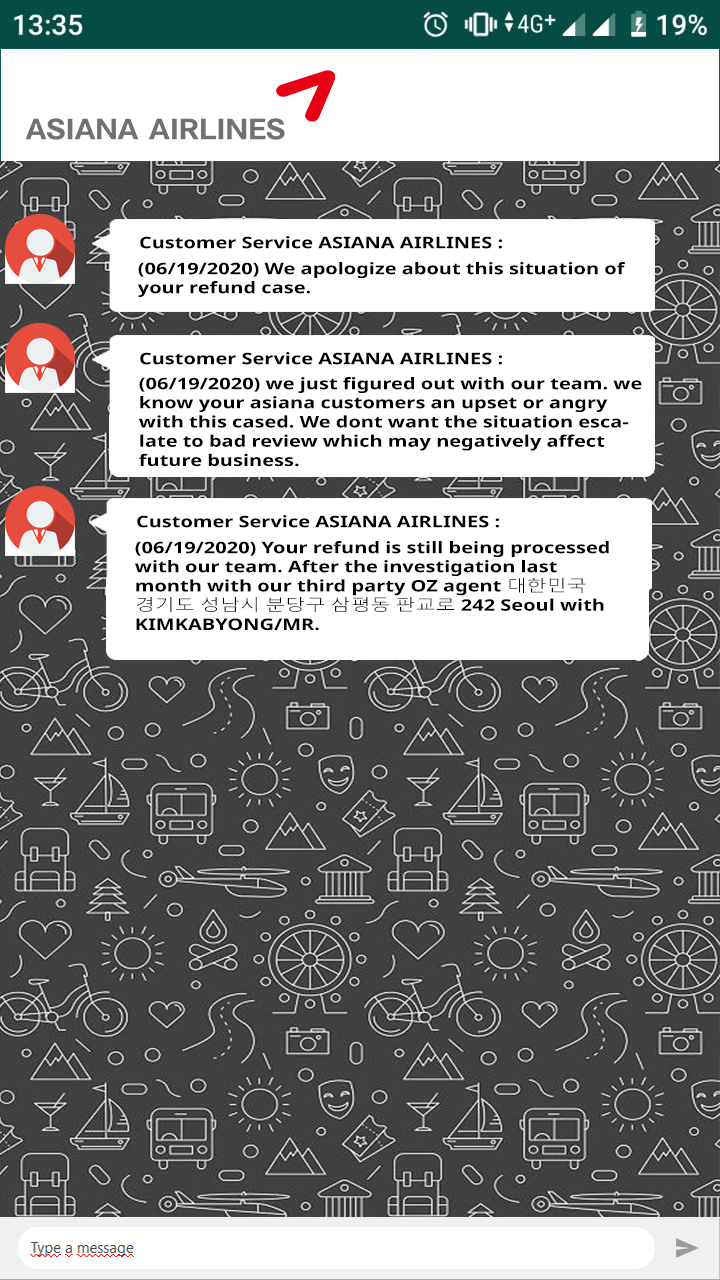 13:35
4G+
19%
ASIANA AIRLINES
Customer Service ASIANA AIRLINES :
(06/19/2020) We apologize about this situation of
your refund case.
Customer Service ASIANA AIRLINES :
(06/19/2020) we just figured out with our team. we
know your asiana customers an upset or angry
with this cased. We dont want the situation esca-
late to bad review which may negatively affect
future business.
Customer Service ASIANA AIRLINES :
(06/19/2020) Your refund is still being processed
with our team. After the investigation last
month with our third party OZ agent 대한민국
경기도 성남시 분당구 삼평동 판교로 242 Seoul with
KIMKABYONG/MR.
Type a message